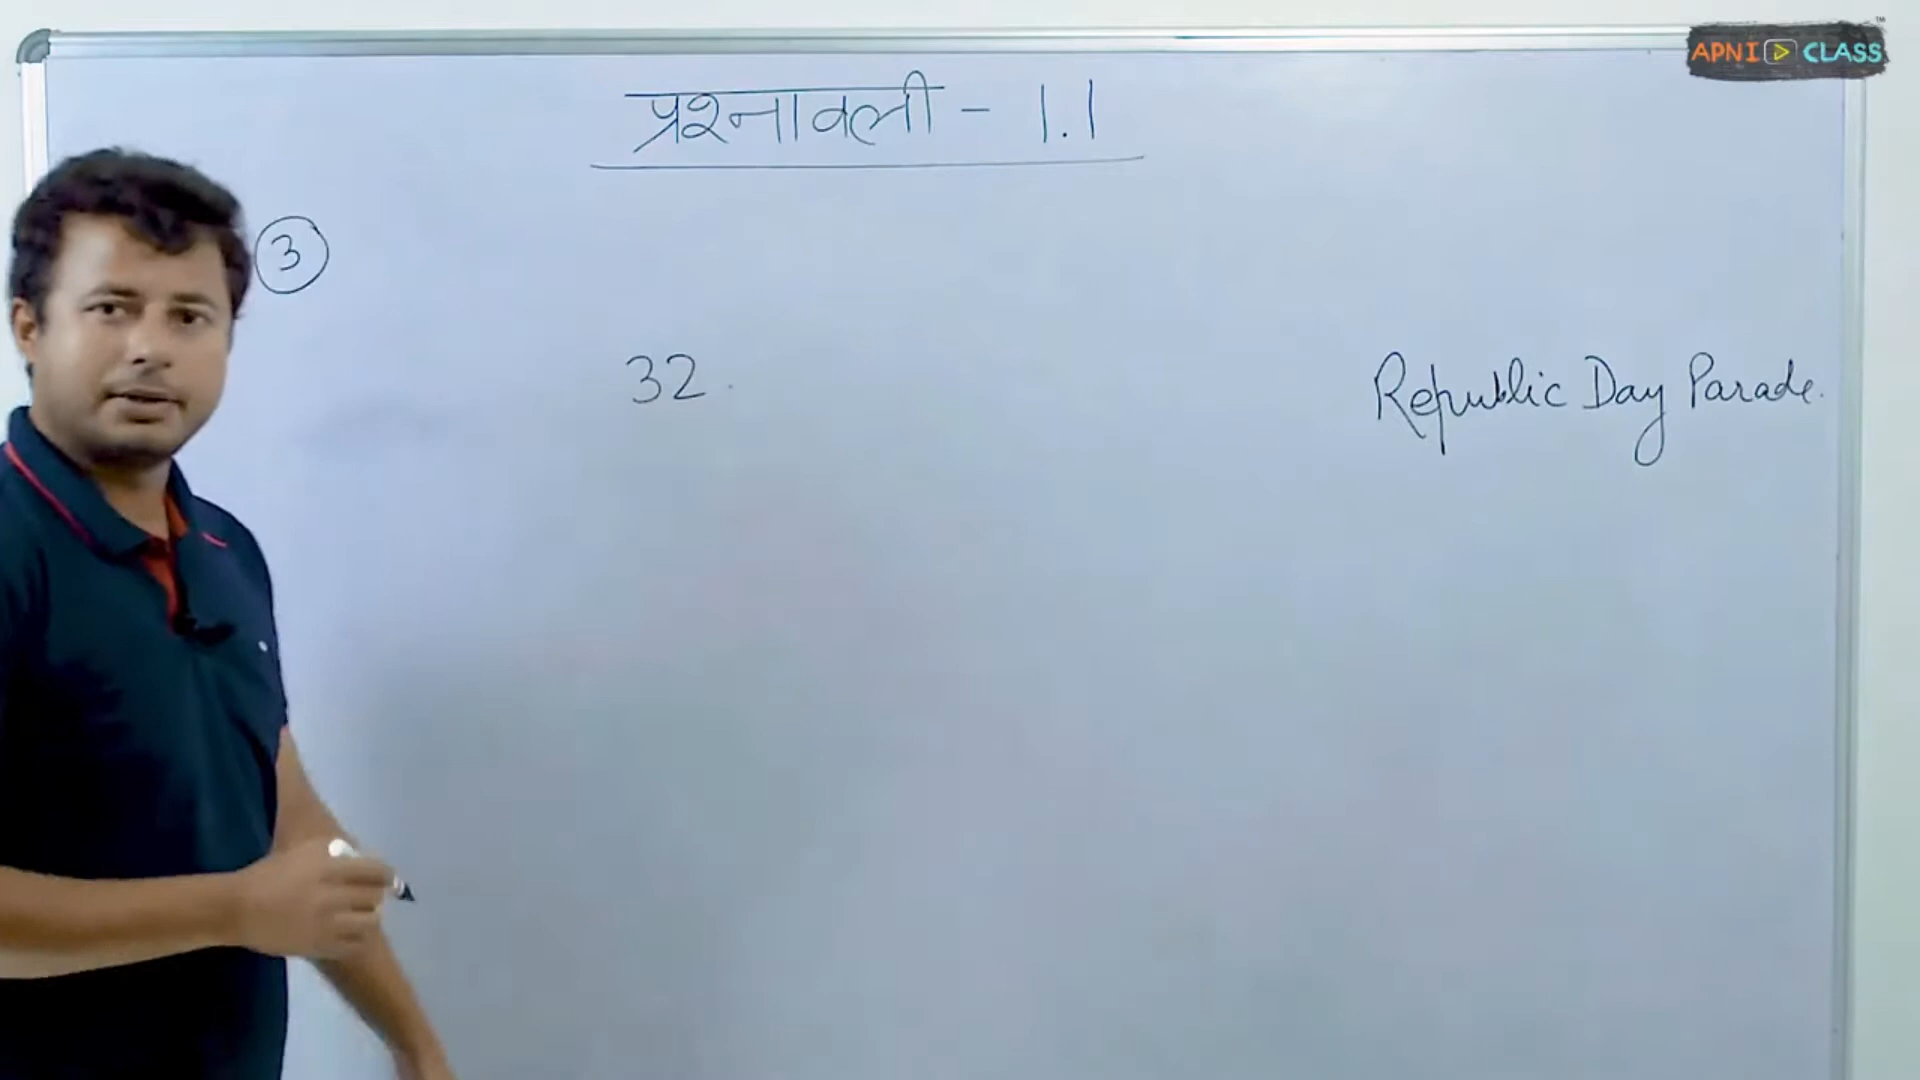 APNI CLASS
प्रश्नावली - 1.1
3
32.
Republic Day Parade.